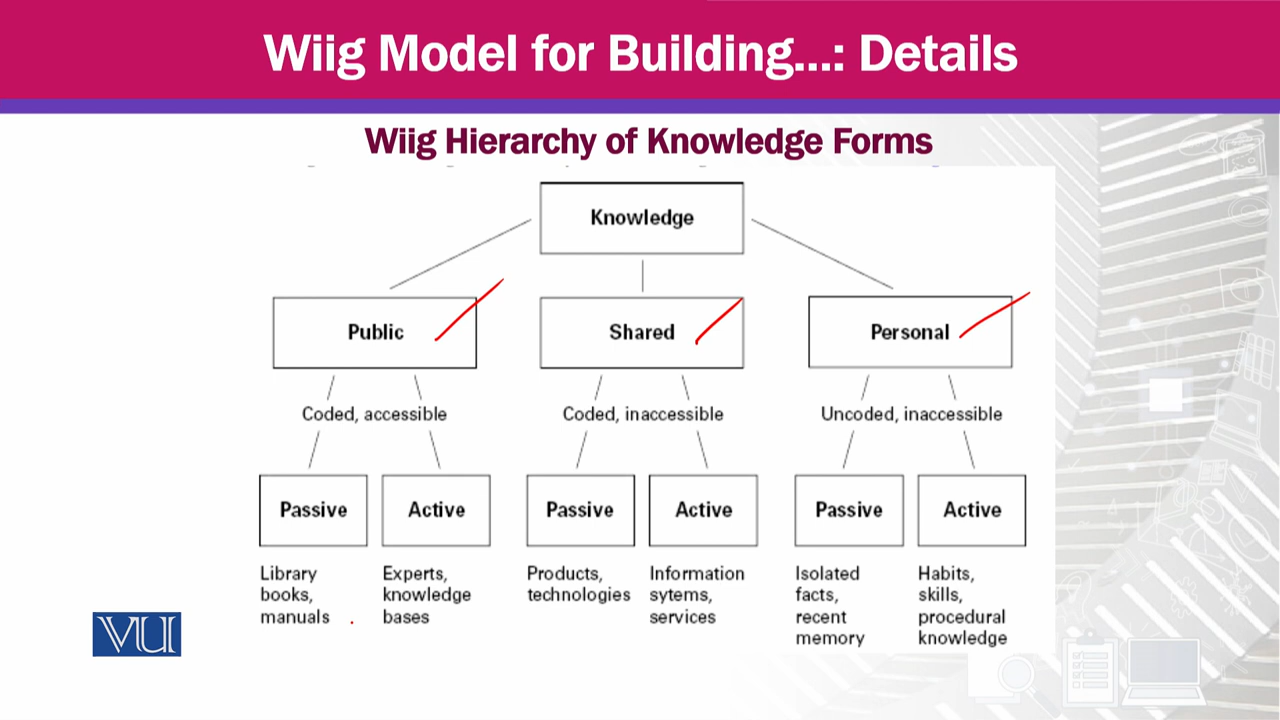 Wiig Model for Building...: Details
Wiig Hierarchy of Knowledge Forms
Knowledge
Public
Shared
Personal
Coded, accessible
Coded, inaccessible
Uncoded, inaccessible
Passive
Active
Passive
Active
Passive
Active
Library
books,
manuals
Experts,
knowledge
bases
Products,
technologies
Information
sytems,
services
Isolated
facts,
recent
memory
Habits,
skills,
procedural
knowledge
VU